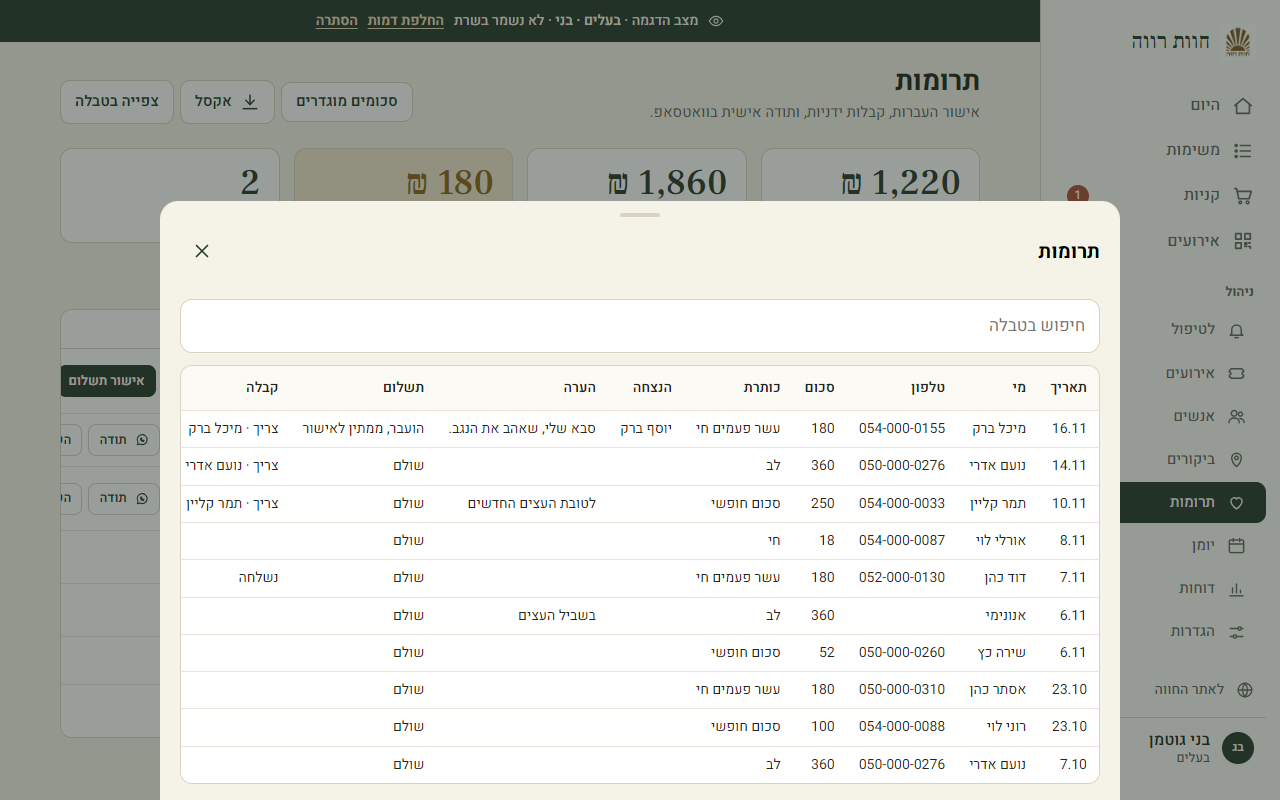 מצב הדגמה · בעלים · בני · לא נשמר בשרת החלפת דמות הסתרה
חוות רווה
היום
משימות
קניות
1
אירועים
ניהול
לטיפול
אירועים
אנשים
ביקורים
תרומות
יומן
דוחות
הגדרות
לאתר החווה
בג
בני גוטמן
בעלים
תרומות
אישור העברות, קבלות ידניות, ותודה אישית בוואטסאפ.
סכומים מוגדרים
אקסל
צפייה בטבלה
1,220 ₪
1,860 ₪
180 ₪
2
אישור תשלום
תודה
תודה
תרומות
חיפוש בטבלה
תאריך מי טלפון סכום כותרת הנצחה הערה תשלום קבלה
16.11 מיכל ברק 054-000-0155 180 עשר פעמים חי יוסף ברק סבא שלי, שאהב את הנגב. הועבר, ממתין לאישור צריך · מיכל ברק
14.11 נועם אדרי 050-000-0276 360 לב שולם צריך · נועם אדרי
10.11 תמר קליין 054-000-0033 250 סכום חופשי לטובת העצים החדשים שולם צריך · תמר קליין
8.11 אורלי לוי 054-000-0087 18 חי שולם
7.11 דוד כהן 052-000-0130 180 עשר פעמים חי שולם נשלחה
6.11 אנונימי 360 לב בשביל העצים שולם
6.11 שירה כץ 050-000-0260 52 סכום חופשי שולם
23.10 אסתר כהן 050-000-0310 180 עשר פעמים חי שולם
23.10 רוני לוי 054-000-0088 100 סכום חופשי שולם
7.10 נועם אדרי 050-000-0276 360 לב שולם